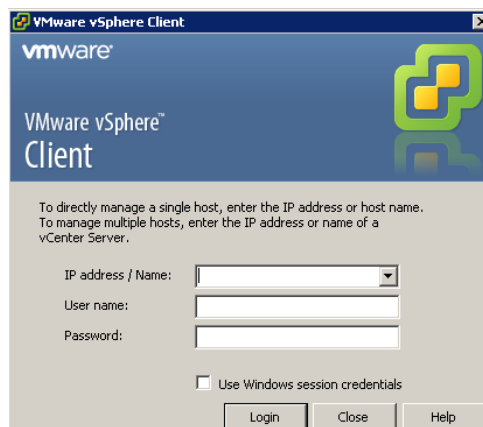 VMware vSphere Client
vmware®
VMware vSphere™
Client
To directly manage a single host, enter the IP address or host name.
To manage multiple hosts, enter the IP address or name of a
vCenter Server.
IP address / Name:
User name:
Password:
Use Windows session credentials
Login Close Help